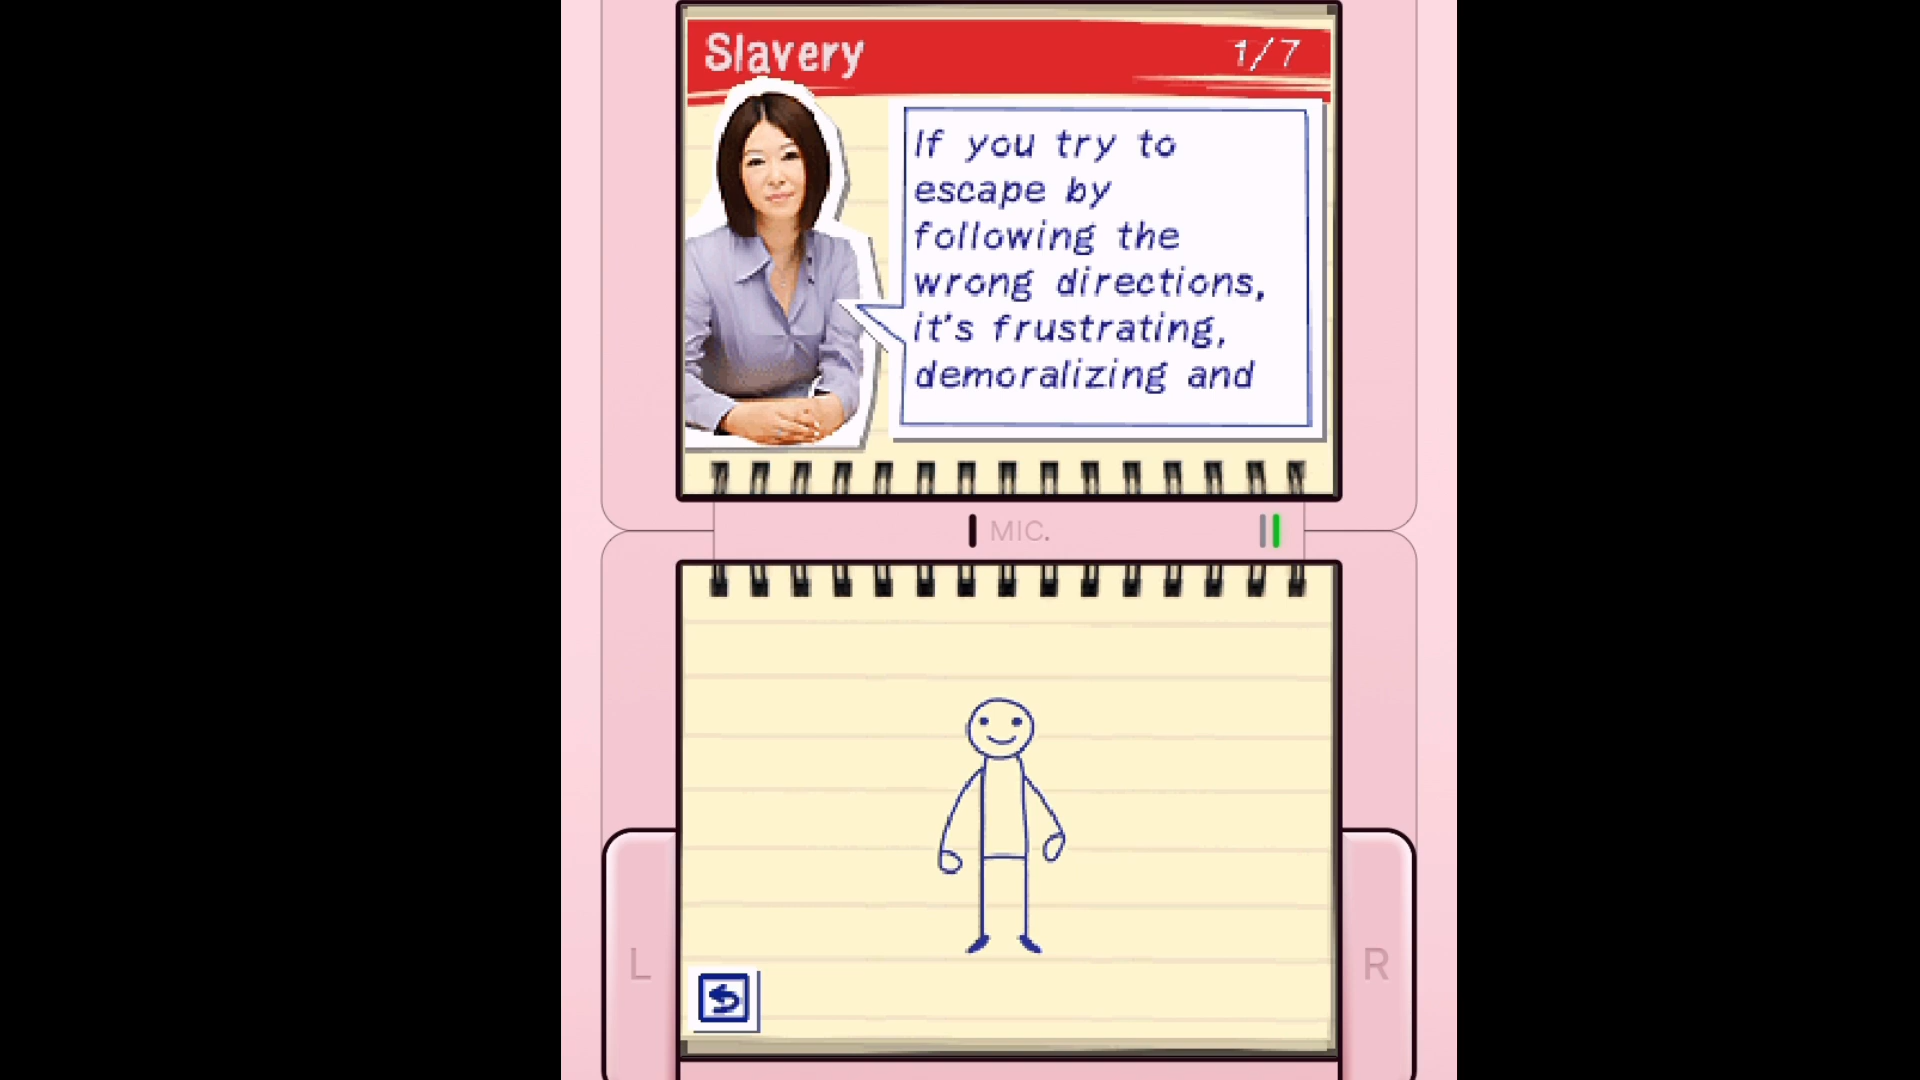 Slavery
1/7
If you try to
escape by
following the
wrong directions,
it's frustrating,
demoralizing and
MIC.
L
R